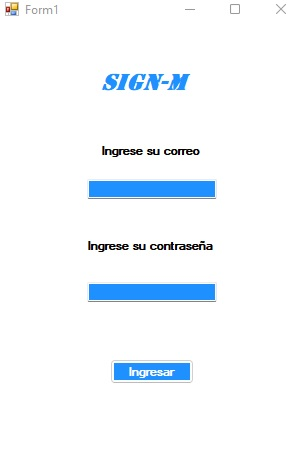 Form1
SIGN-M
Ingrese su correo
Ingrese su contraseña
Ingresar